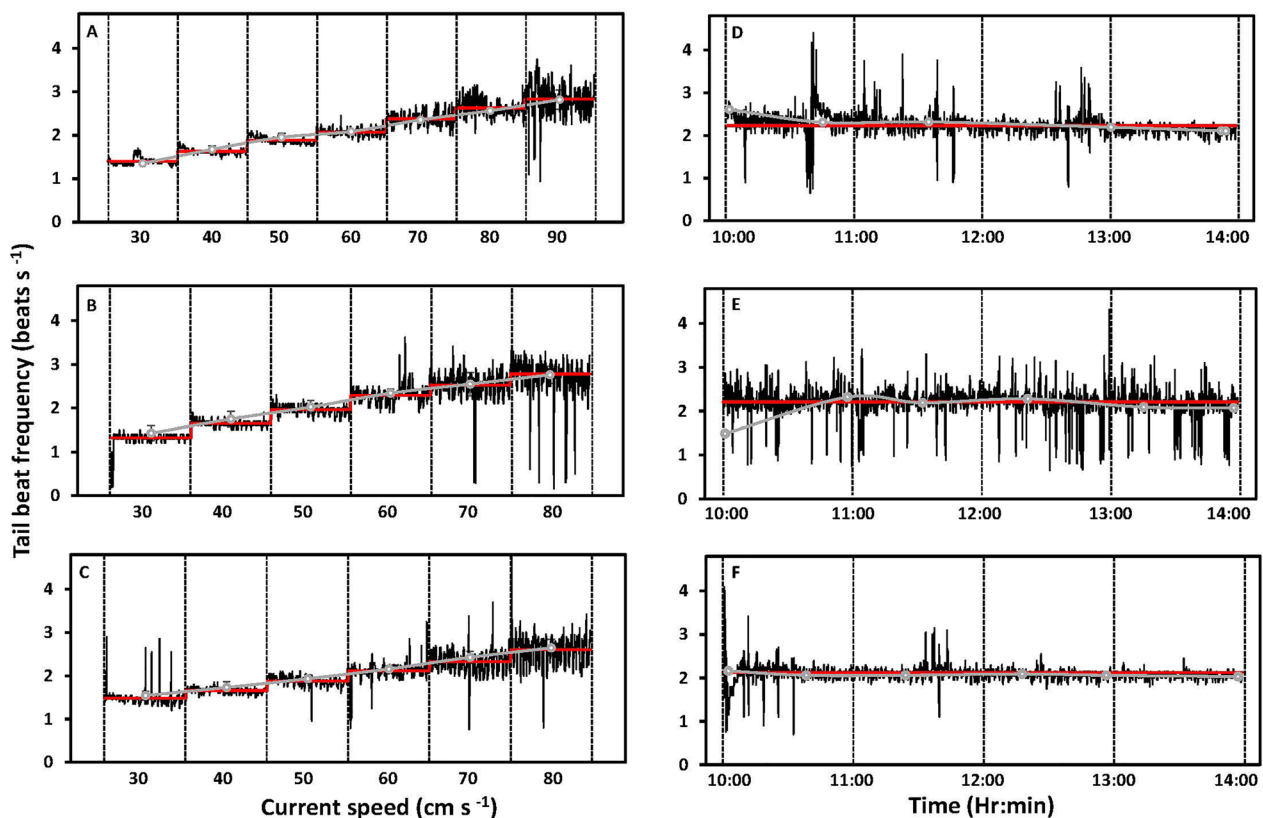 Tail beat frequency (beats s -1)
A
4
3
2
1
0
30 40 50 60 70 80 90
B
4
3
2
1
0
30 40 50 60 70 80
C
4
3
2
1
0
30 40 50 60 70 80
Current speed (cm s -1)
D
4
3
2
1
0
10:00 11:00 12:00 13:00 14:00
E
4
3
2
1
0
10:00 11:00 12:00 13:00 14:00
F
4
3
2
1
0
10:00 11:00 12:00 13:00 14:00
Time (Hr:min)